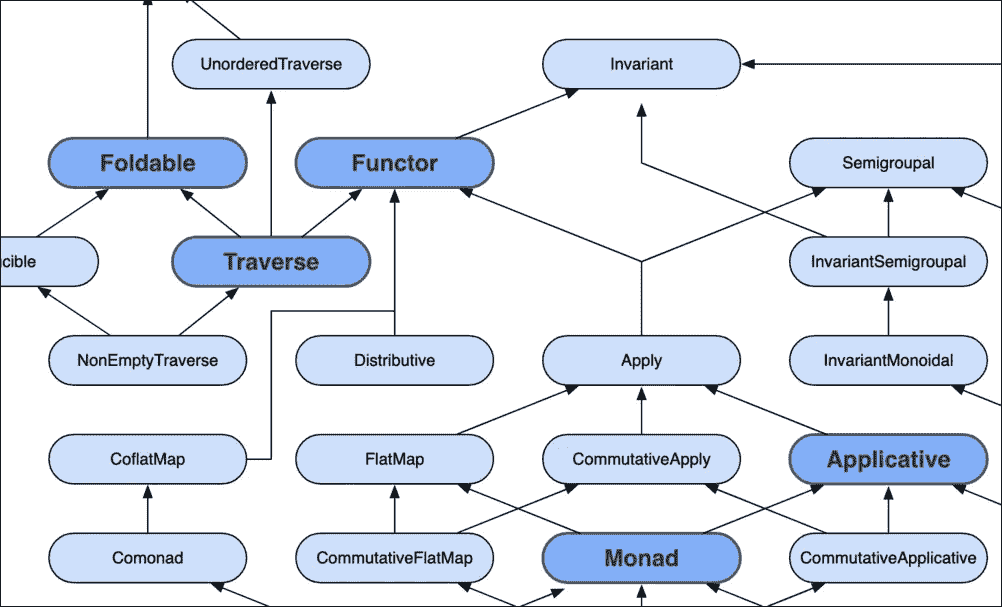 UnorderedTraverse
Invariant
Foldable
Functor
Semigroupal
cible
Traverse
InvariantSemigroupal
NonEmptyTraverse
Distributive
Apply
InvariantMonoidal
CoflatMap
FlatMap
CommutativeApply
Applicative
Comonad
CommutativeFlatMap
Monad
CommutativeApplicative